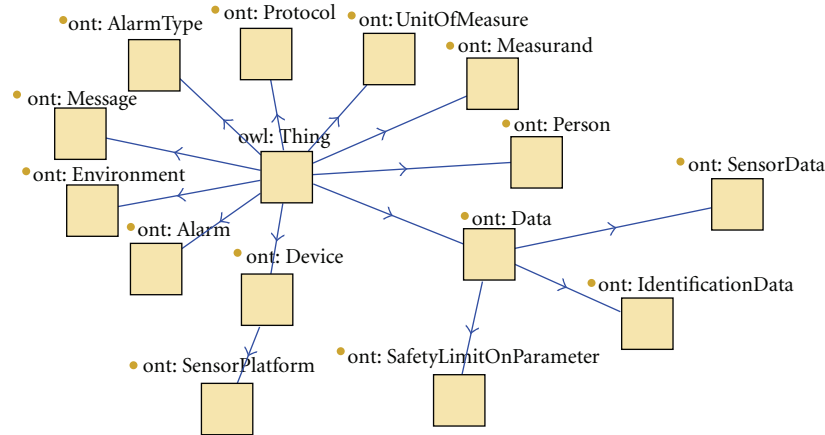 ont: Protocol
ont: AlarmType
ont: UnitOfMeasure
ont: Measurand
ont: Message
owl: Thing
ont: Person
ont: Environment
ont: SensorData
ont: Alarm
ont: Data
ont: Device
ont: IdentificationData
ont: SensorPlatform
ont: SafetyLimitOnParameter